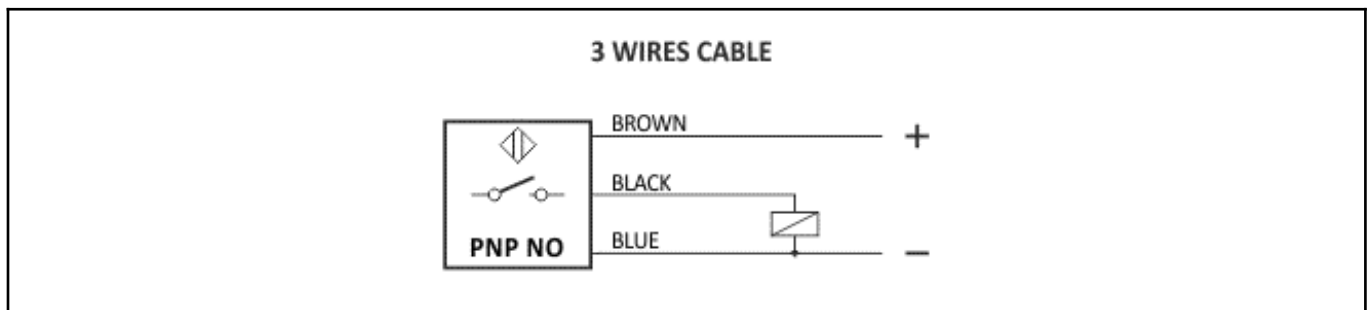 3 WIRES CABLE
BROWN
+
BLACK
PNP NO
BLUE
−